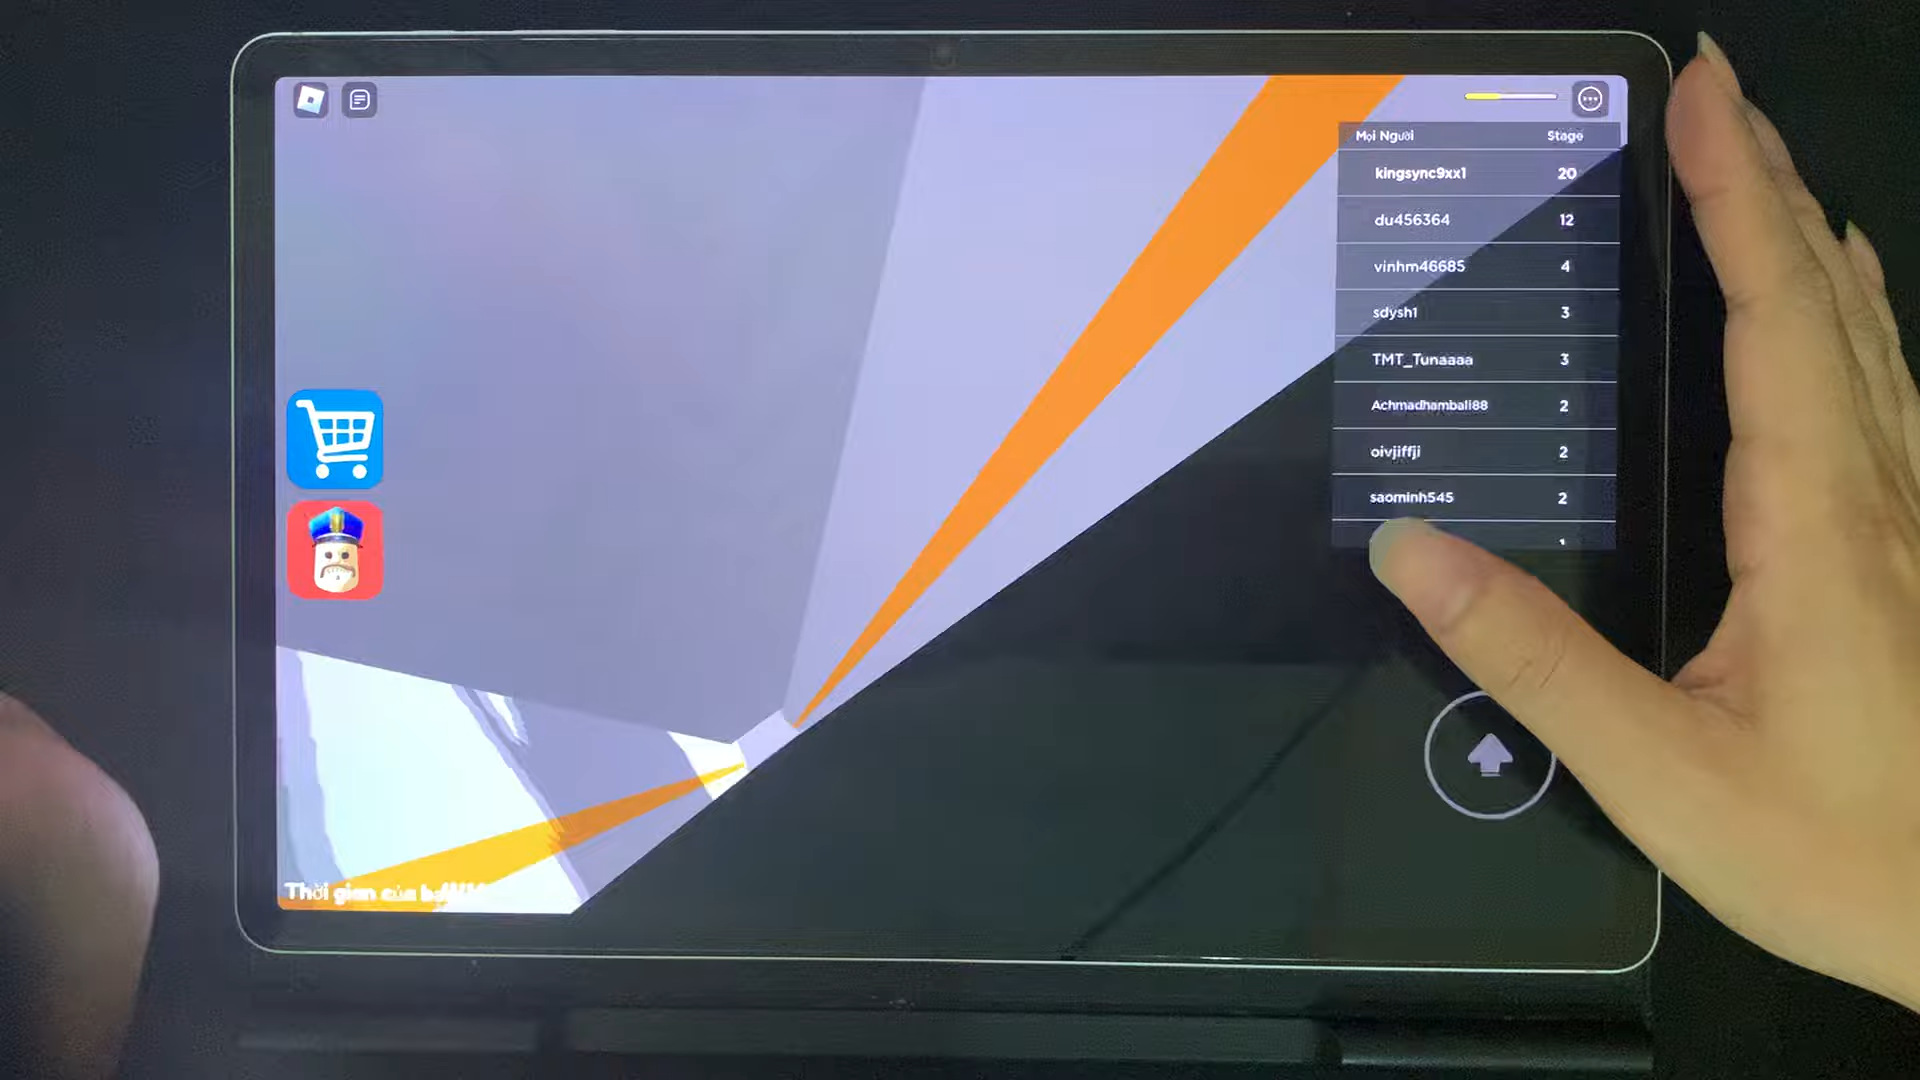 Mọi Người Stage
kingsync9xx1 20
du456364 12
vinhm46685 4
sdysh1 3
TMT_Tunaaaa 3
Achmadhambali88 2
oivjiffji 2
saominh545 2
Thời gian của